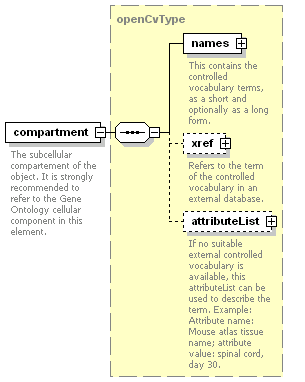 openCvType
names
This contains the controlled
vocabulary terms,
as a short and
optionally as a long
form.
compartment
The subcellular
compartement of the
object. It is strongly
recommended to
refer to the Gene
Ontology cellular
component in this
element.
xref
Refers to the term
of the controlled
vocabulary in an
external database.
attributeList
If no suitable
external controlled
vocabulary is
available, this
attributeList can be
used to describe the
term. Example:
Attribute name:
Mouse atlas tissue
name; attribute
value: spinal cord,
day 30.